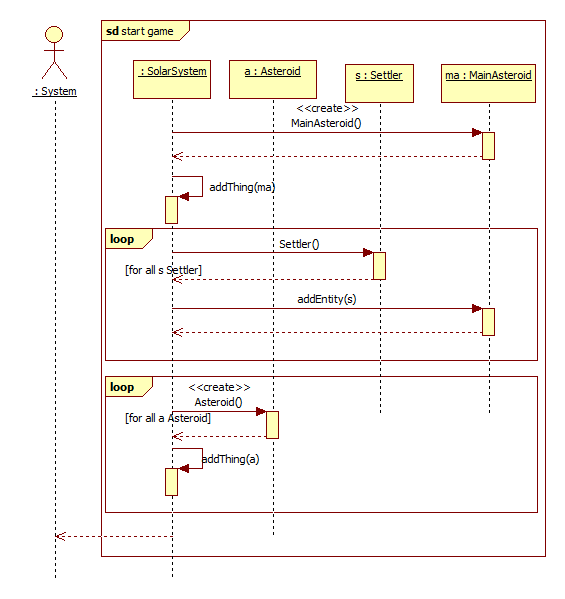 sd start game
: System
: SolarSystem
a : Asteroid
s : Settler
ma : MainAsteroid
<<create>>
MainAsteroid()
addThing(ma)
loop
Settler()
[for all s Settler]
addEntity(s)
loop
<<create>>
Asteroid()
[for all a Asteroid]
addThing(a)